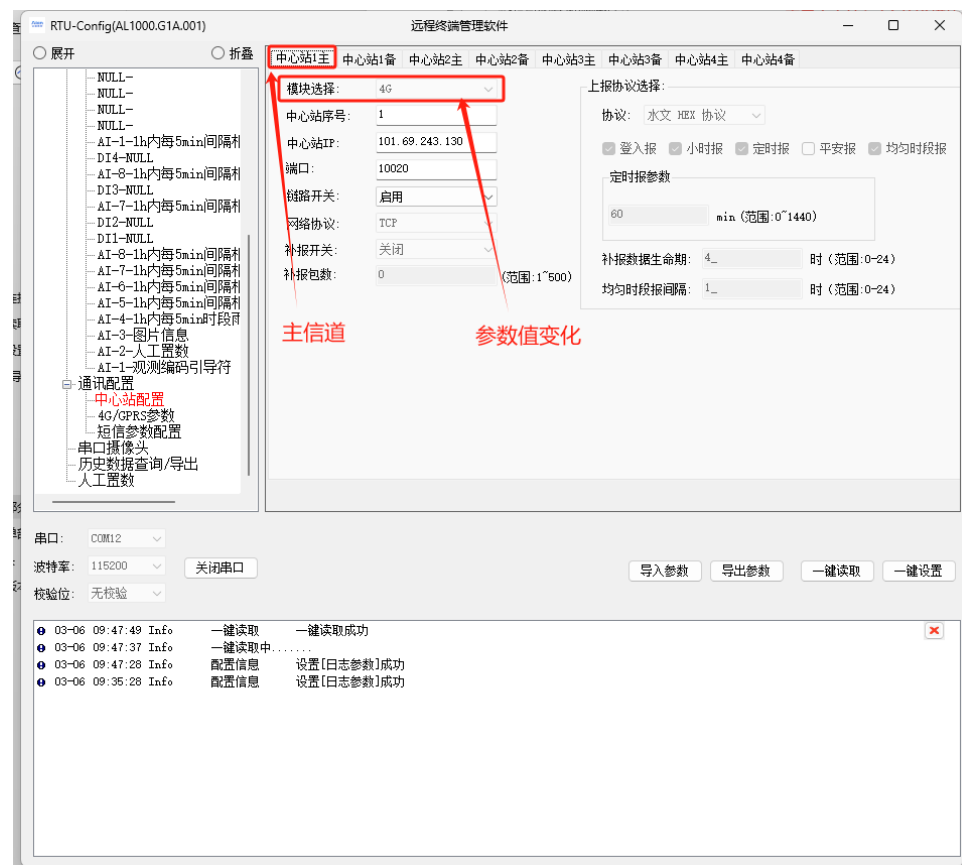 RTU-Config(AL1000.G1A.001)
远程终端管理软件
展开
折叠
NULL-
NULL-
NULL-
NULL-
AI-1-1h内每5min间隔相
DI4-NULL
AI-8-1h内每5min间隔相
DI3-NULL
AI-7-1h内每5min间隔相
DI2-NULL
DI1-NULL
AI-8-1h内每5min间隔相
AI-7-1h内每5min间隔相
AI-6-1h内每5min间隔相
AI-5-1h内每5min间隔相
AI-4-1h内每5min时段雨
AI-3-图片信息
AI-2-人工置数
AI-1-观测编码引导符
通讯配置
中心站配置
4G/GPRS参数
短信参数配置
串口摄像头
历史数据查询/导出
人工置数
中心站1主 中心站1备 中心站2主 中心站2备 中心站3主 中心站3备 中心站4主 中心站4备
模块选择: 4G
中心站序号: 1
中心站IP: 101.69.243.130
端口: 10020
链路开关: 启用
网络协议: TCP
补报开关: 关闭
补报包数: 0 (范围:1~500)
主信道
参数值变化
上报协议选择:
协议: 水文 HEX 协议
登入报 小时报 定时报 平安报 均匀时段报
定时报参数
60 min (范围:0~1440)
补报数据生命期: 4_ 时 (范围:0-24)
均匀时段报间隔: 1_ 时 (范围:0-24)
串口: COM12
波特率: 115200 关闭串口
校验位: 无校验
导入参数 导出参数 一键读取 一键设置
03-06 09:47:49 Info 一键读取 一键读取成功
03-06 09:47:37 Info 一键读取中.......
03-06 09:47:28 Info 配置信息 设置[日志参数]成功
03-06 09:35:28 Info 配置信息 设置[日志参数]成功